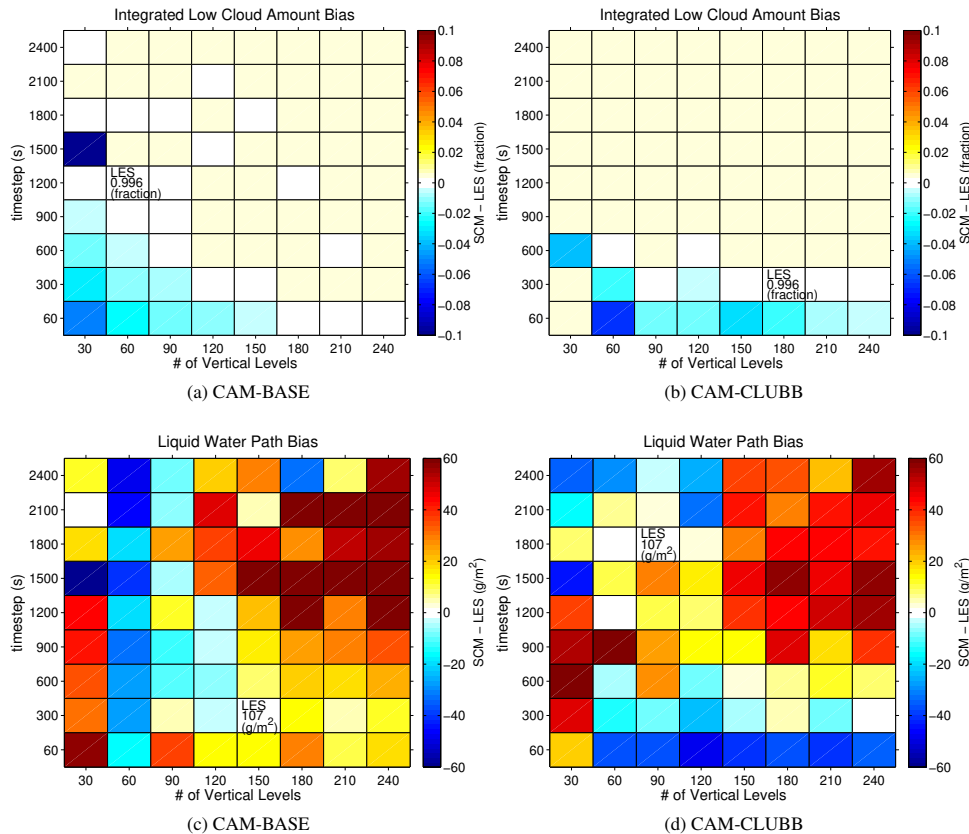 Integrated Low Cloud Amount Bias
2400
2100
1800
1500
1200
900
600
300
60
timestep (s)
LES
0.996
(fraction)
30 60 90 120 150 180 210 240
# of Vertical Levels
0.1
0.08
0.06
0.04
0.02
0
−0.02
−0.04
−0.06
−0.08
−0.1
SCM − LES (fraction)
(a) CAM-BASE
Integrated Low Cloud Amount Bias
2400
2100
1800
1500
1200
900
600
300
60
timestep (s)
LES
0.996
(fraction)
30 60 90 120 150 180 210 240
# of Vertical Levels
0.1
0.08
0.06
0.04
0.02
0
−0.02
−0.04
−0.06
−0.08
−0.1
SCM − LES (fraction)
(b) CAM-CLUBB
Liquid Water Path Bias
2400
2100
1800
1500
1200
900
600
300
60
timestep (s)
LES
107
(g/m²)
30 60 90 120 150 180 210 240
# of Vertical Levels
60
40
20
0
−20
−40
−60
SCM − LES (g/m²)
(c) CAM-BASE
Liquid Water Path Bias
2400
2100
1800
1500
1200
900
600
300
60
timestep (s)
LES
107
(g/m²)
30 60 90 120 150 180 210 240
# of Vertical Levels
60
40
20
0
−20
−40
−60
SCM − LES (g/m²)
(d) CAM-CLUBB